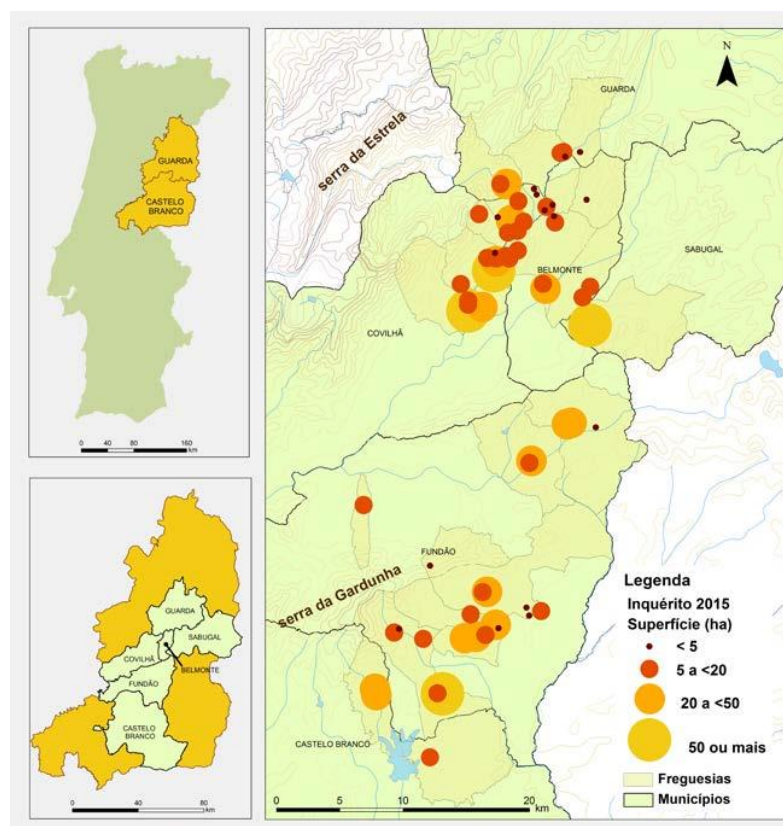 GUARDA
CASTELO
BRANCO
0 40 80 160
km
GUARDA
SABUGAL
COVILHÃ
BELMONTE
FUNDÃO
CASTELO
BRANCO
0 40 80
km
N
GUARDA
serra da Estrela
SABUGAL
BELMONTE
COVILHÃ
FUNDÃO
serra da Gardunha
CASTELO BRANCO
0 5 10 20
km
Legenda
Inquérito 2015
Superfície (ha)
< 5
5 a <20
20 a <50
50 ou mais
Freguesias
Municípios